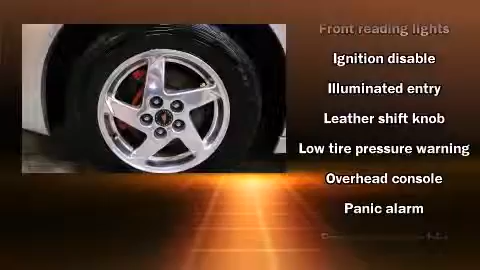 Front reading lights
Ignition disable
Illuminated entry
Leather shift knob
Low tire pressure warning
Overhead console
Panic alarm